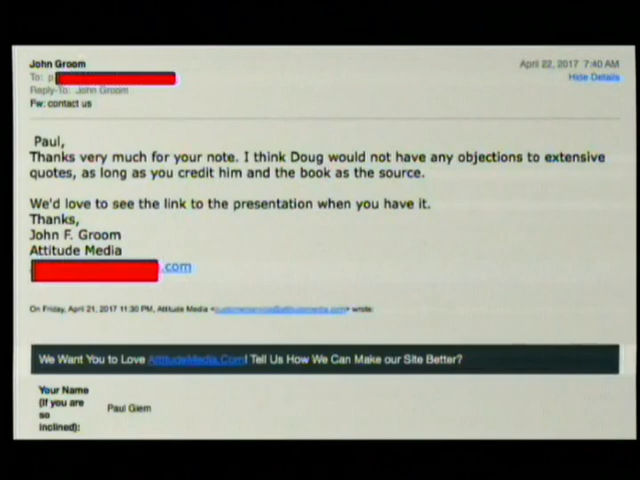 John Groom
April 22, 2017 7:40 AM
To: p
Hide Details
Reply-To: John Groom
Fw: contact us
Paul,
Thanks very much for your note. I think Doug would not have any objections to extensive
quotes, as long as you credit him and the book as the source.
We'd love to see the link to the presentation when you have it.
Thanks,
John F. Groom
Attitude Media
.com
On Friday, April 21, 2017 11:30 PM, Attitude Media <customerservice@attitudemedia.com> wrote:
We Want You to Love AttitudeMedia.Com! Tell Us How We Can Make our Site Better?
Your Name
(If you are
so
inclined):
Paul Giem